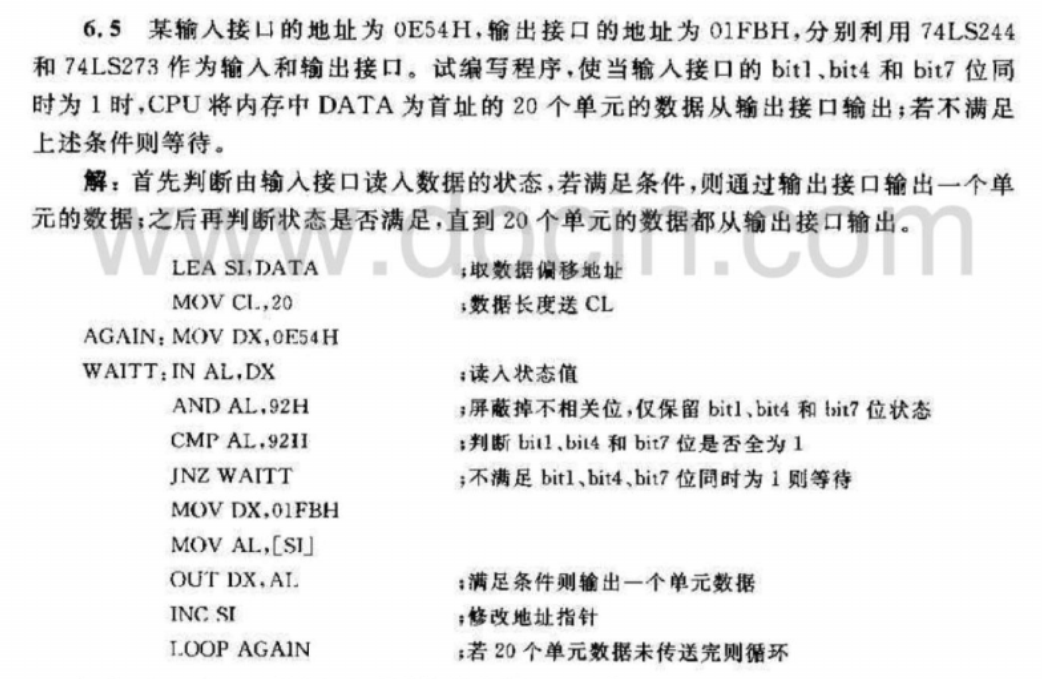 6.5 某输入接口的地址为 0E54H,输出接口的地址为 01FBH,分别利用 74LS244
和 74LS273 作为输入和输出接口。试编写程序,使当输入接口的 bit1、bit4 和 bit7 位同
时为 1 时,CPU 将内存中 DATA 为首址的 20 个单元的数据从输出接口输出;若不满足
上述条件则等待。
解:首先判断由输入接口读入数据的状态,若满足条件,则通过输出接口输出一个单
元的数据;之后再判断状态是否满足,直到 20 个单元的数据都从输出接口输出。
www.docin.com
LEA SI,DATA ;取数据偏移地址
MOV CL,20 ;数据长度送 CL
AGAIN: MOV DX,0E54H
WAITT: IN AL,DX ;读入状态值
AND AL,92H ;屏蔽掉不相关位,仅保留 bit1、bit4 和 bit7 位状态
CMP AL,92H ;判断 bit1、bit4 和 bit7 位是否全为 1
JNZ WAITT ;不满足 bit1、bit4、bit7 位同时为 1 则等待
MOV DX,01FBH
MOV AL,[SI]
OUT DX,AL ;满足条件则输出一个单元数据
INC SI ;修改地址指针
LOOP AGAIN ;若 20 个单元数据未传送完则循环